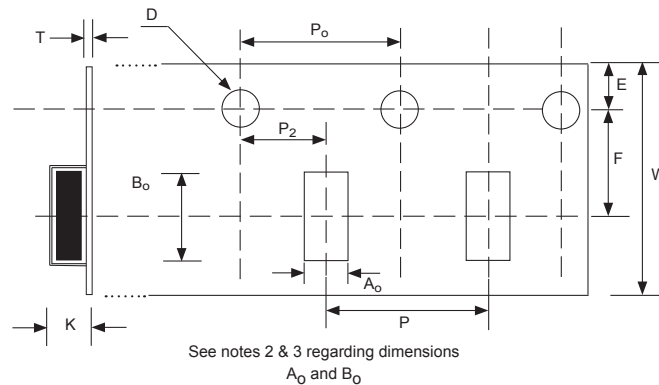 T
D
Po
E
P2
F
W
Bo
Ao
K
P
See notes 2 & 3 regarding dimensions
AO and BO